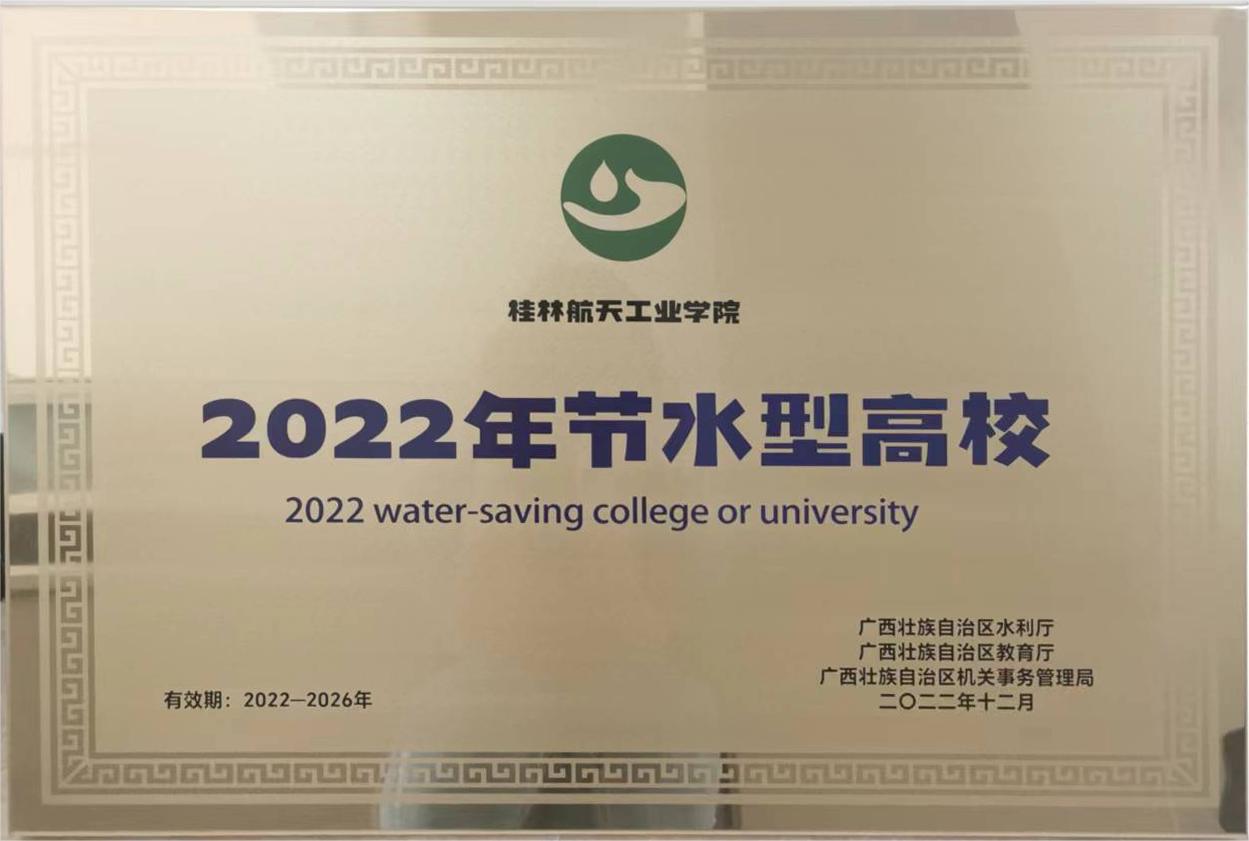 桂林航天工业学院
2022年节水型高校
2022 water-saving college or university
广西壮族自治区水利厅
广西壮族自治区教育厅
广西壮族自治区机关事务管理局
二〇二二年十二月
有效期：2022—2026年